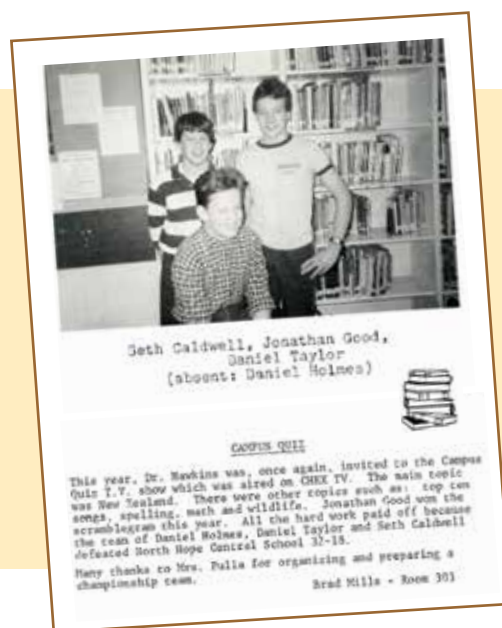 Seth Caldwell, Jonathan Good,
Daniel Taylor
(absent: Daniel Holmes)
CAMPUS QUIZ
This year, Dr. Hawkins was, once again, invited to the Campus
Quiz T.V. show which was aired on CHEX TV. The main topic
was New Zealand. There were other topics such as: top ten
songs, spelling, math and wildlife. Jonathan Good won the
scramblegram this year. All the hard work paid off because
the team of Daniel Holmes, Daniel Taylor and Seth Caldwell
defeated North Hope Central School 32-18.
Many thanks to Mrs. Pulla for organizing and preparing a
championship team.
Brad Mills - Room 303